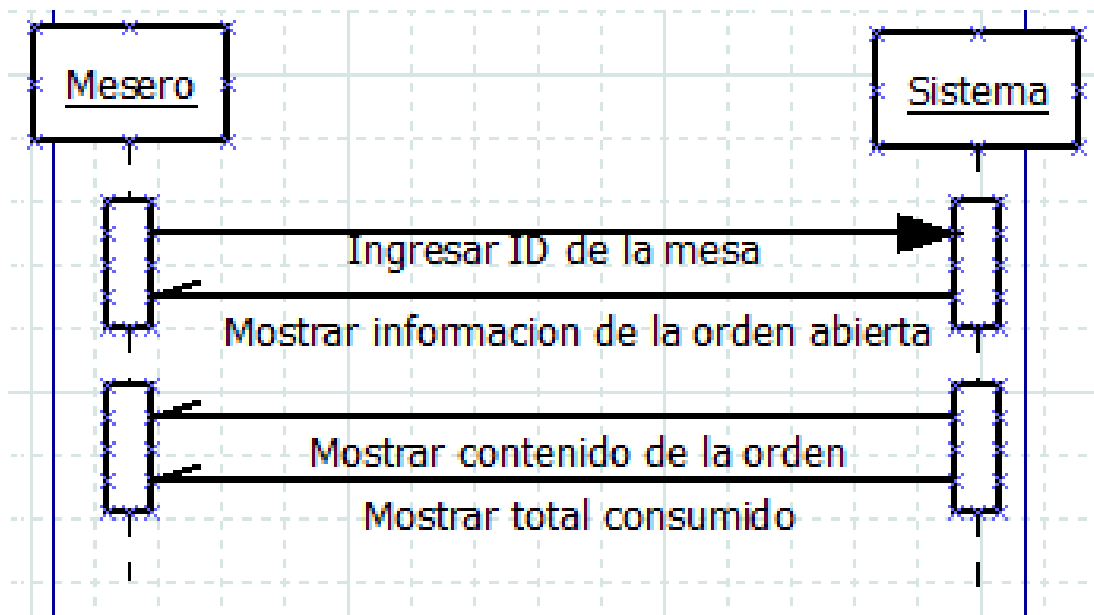 Mesero
Sistema
Ingresar ID de la mesa
Mostrar informacion de la orden abierta
Mostrar contenido de la orden
Mostrar total consumido